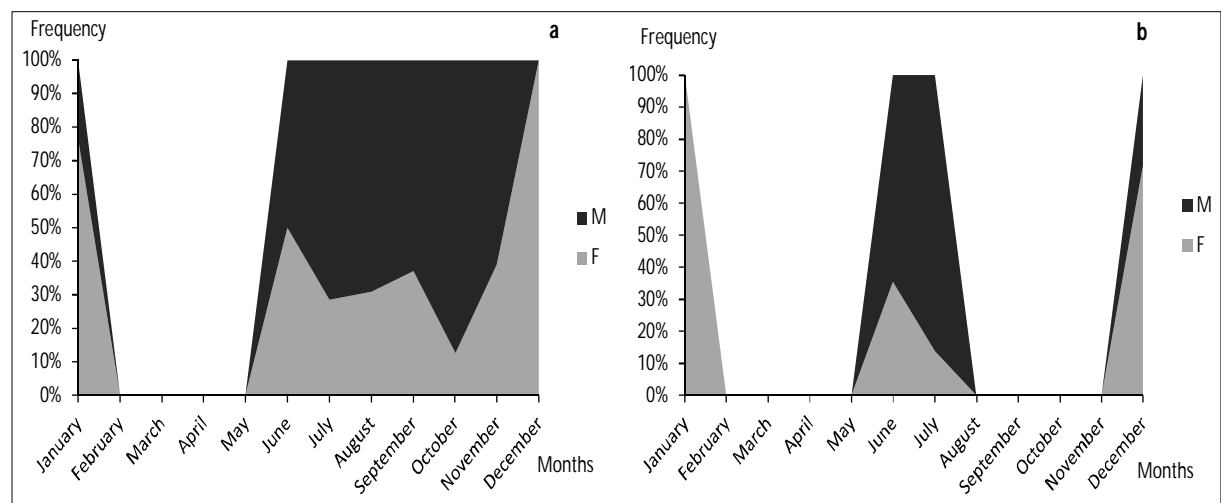 Frequency
a
100%
90%
80%
70%
60%
50%
40%
30%
20%
10%
0%
January
February
March
April
May
June
July
August
September
October
November
December
Months
M
F
Frequency
b
100%
90%
80%
70%
60%
50%
40%
30%
20%
10%
0%
January
February
March
April
May
June
July
August
September
October
November
December
Months
M
F